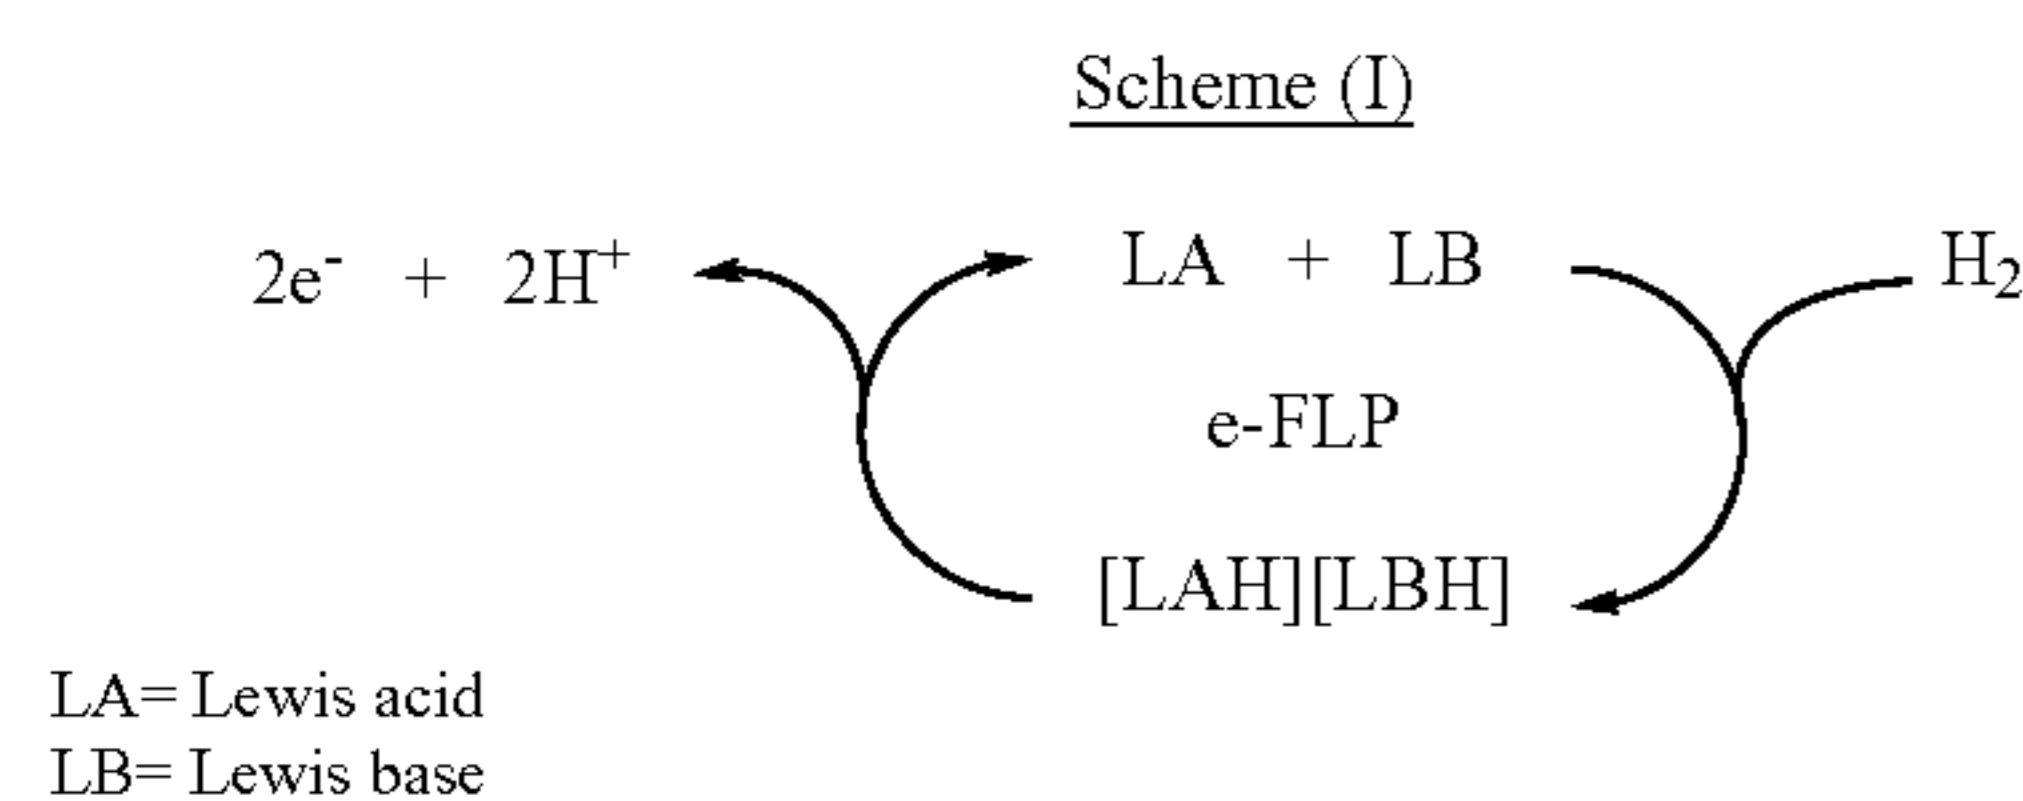 Scheme (I)
2e⁻ + 2H⁺ LA + LB H₂
e-FLP
[LAH][LBH]
LA= Lewis acid
LB= Lewis base